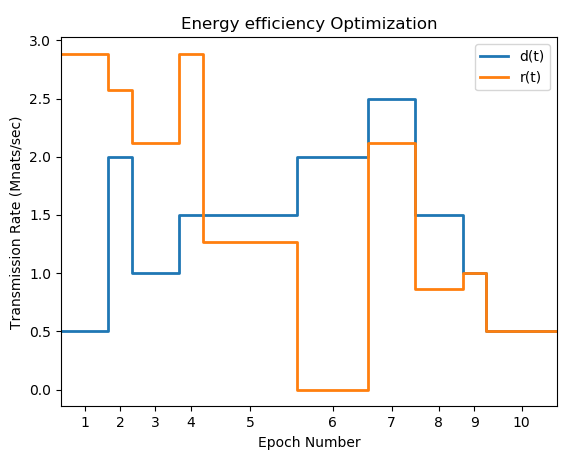 Energy efficiency Optimization
d(t)
r(t)
Transmission Rate (Mnats/sec)
3.0
2.5
2.0
1.5
1.0
0.5
0.0
1 2 3 4 5 6 7 8 9 10
Epoch Number